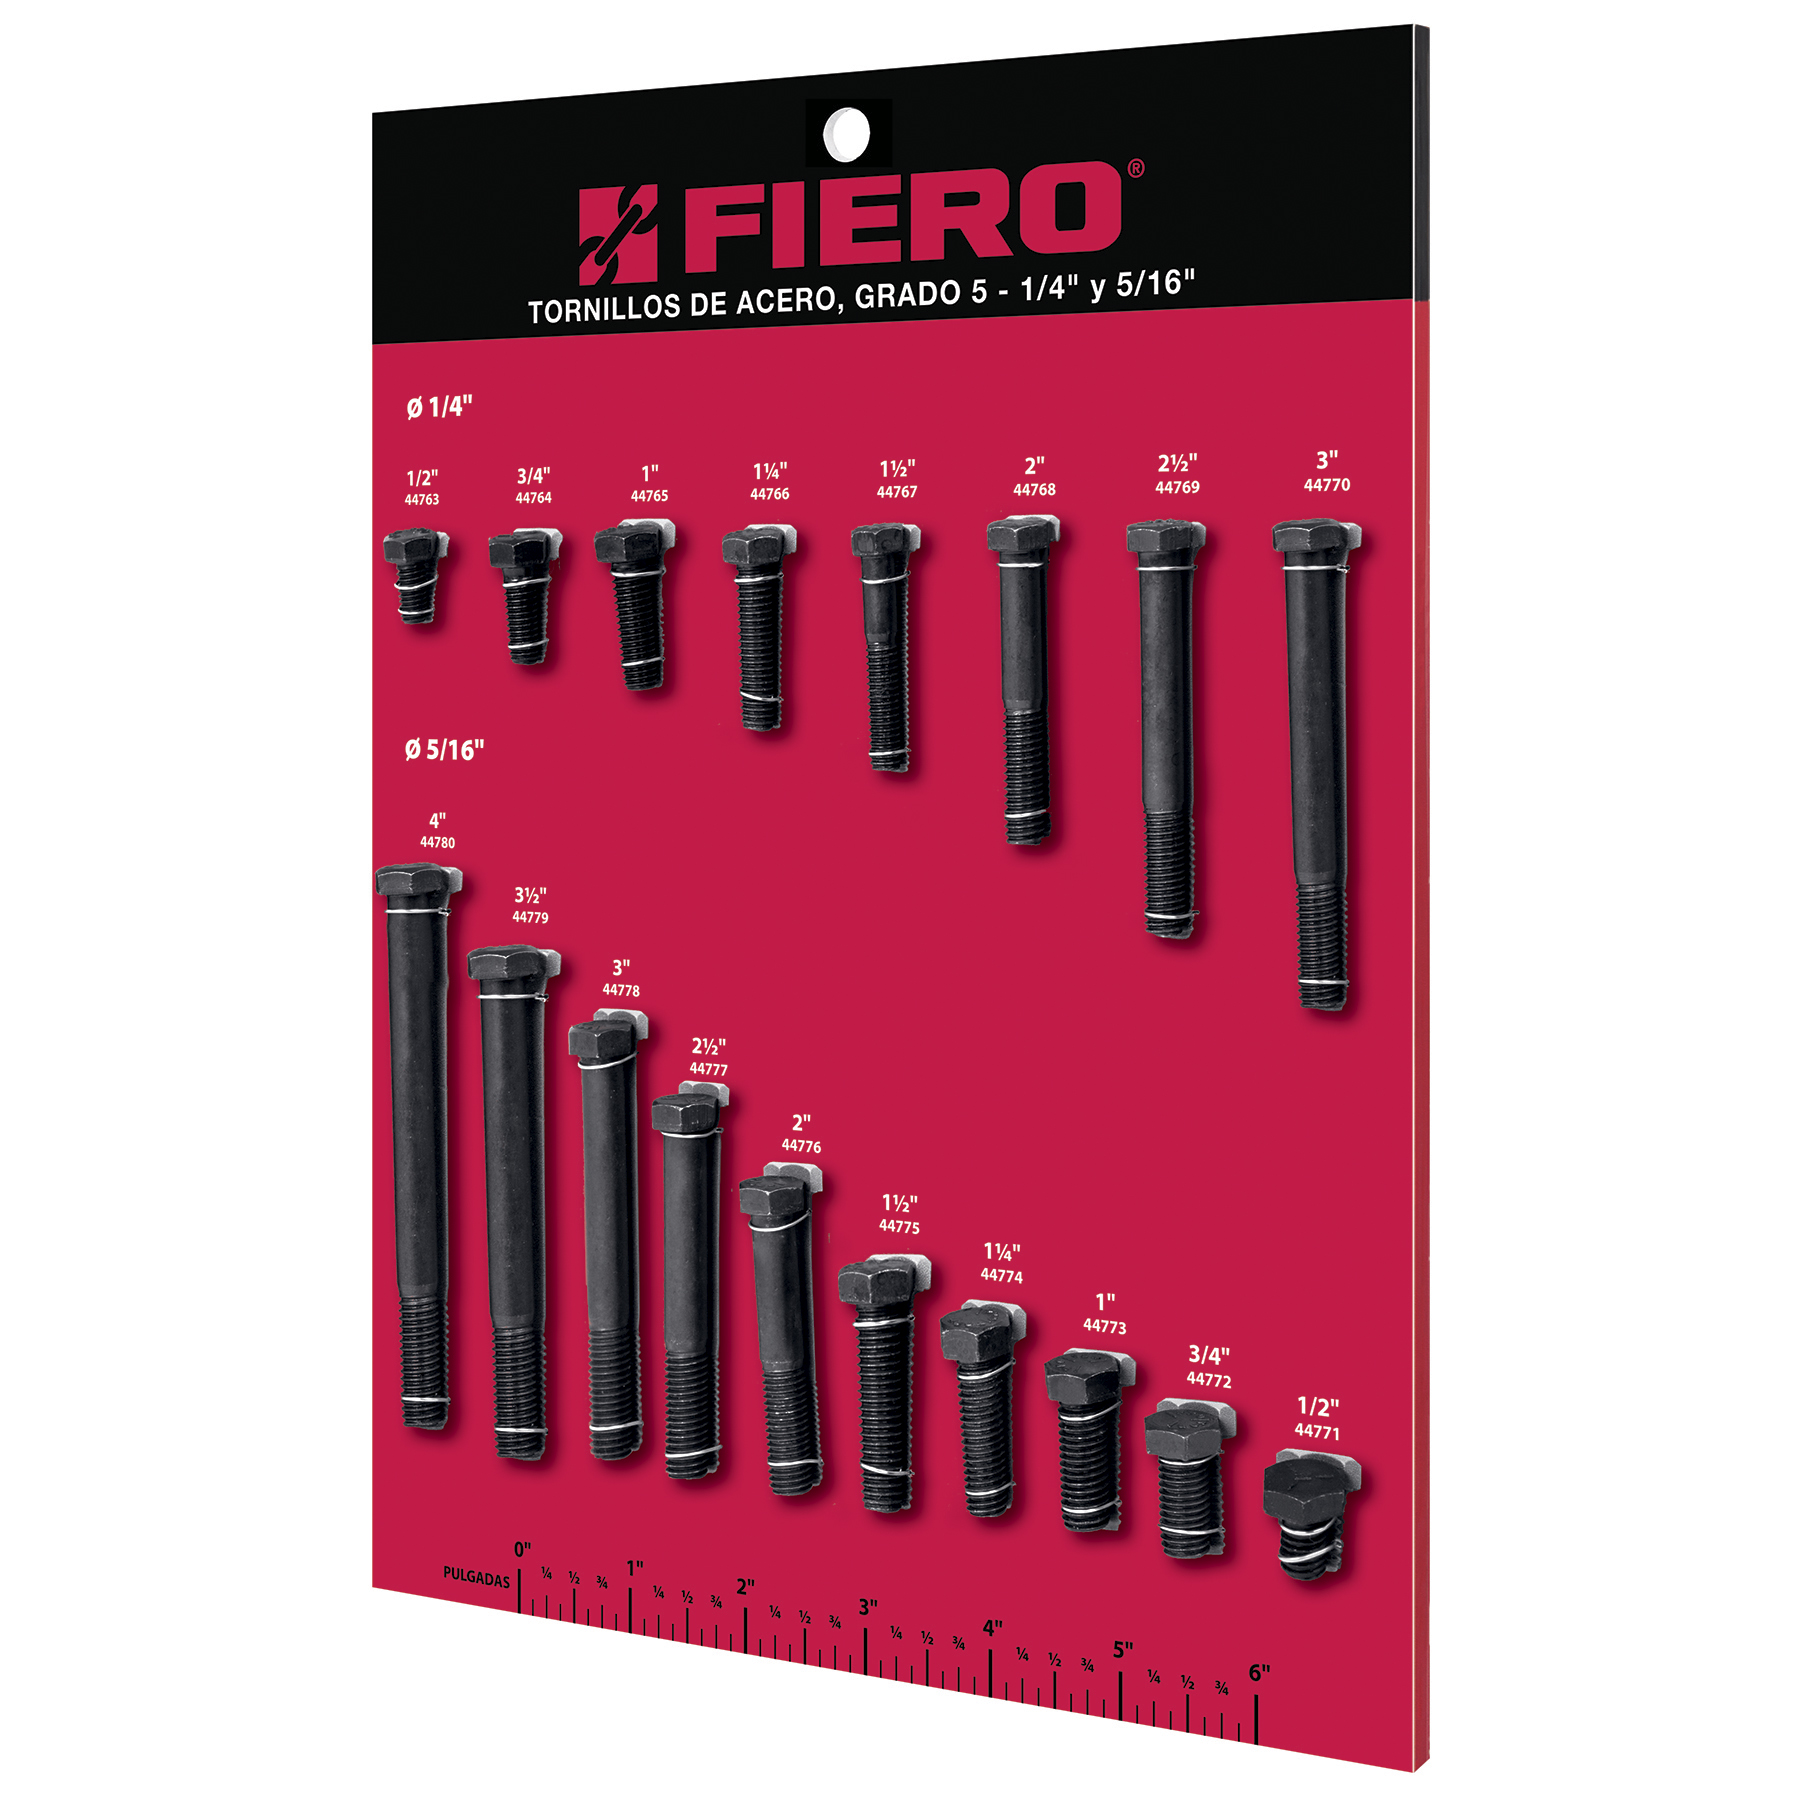 FIERO®
TORNILLOS DE ACERO, GRADO 5 - 1/4" y 5/16"
Ø 1/4"
1/2" 3/4" 1" 1¼" 1½" 2" 2½" 3"
44763 44764 44765 44766 44767 44768 44769 44770
Ø 5/16"
4"
44780
3½"
44779
3"
44778
2½"
44777
2"
44776
1½"
44775
1¼"
44774
1"
44773
3/4"
44772
1/2"
44771
PULGADAS 0" ¼ ½ ¾ 1" ¼ ½ ¾ 2" ¼ ½ ¾ 3" ¼ ½ ¾ 4" ¼ ½ ¾ 5" ¼ ½ ¾ 6"